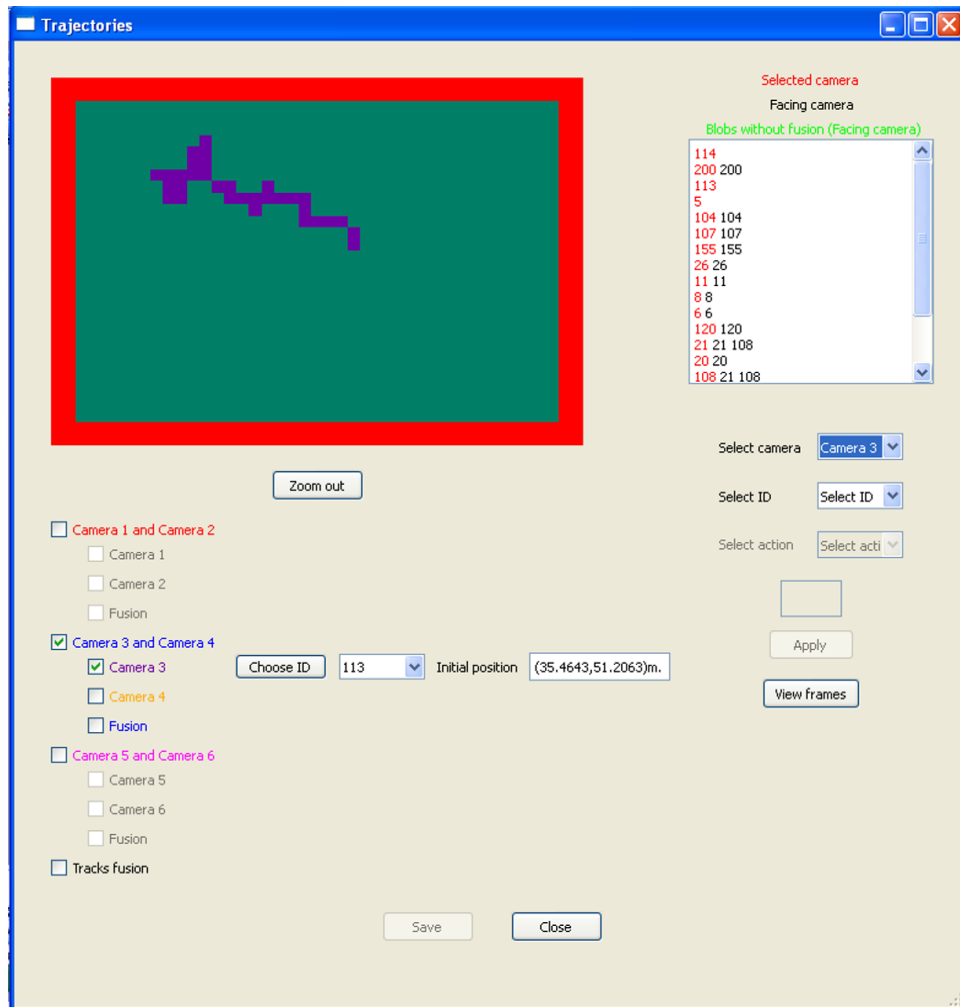 Trajectories
Selected camera
Facing camera
Blobs without fusion (Facing camera)
114
200 200
113
5
104 104
107 107
155 155
26 26
11 11
8 8
6 6
120 120
21 21 108
20 20
108 21 108
Select camera Camera 3
Zoom out
Select ID Select ID
Camera 1 and Camera 2
Select action Select acti
Camera 1
Camera 2
Fusion
Camera 3 and Camera 4
Apply
Camera 3 Choose ID 113 Initial position (35.4643,51.2063)m.
Camera 4
View frames
Fusion
Camera 5 and Camera 6
Camera 5
Camera 6
Fusion
Tracks fusion
Save Close